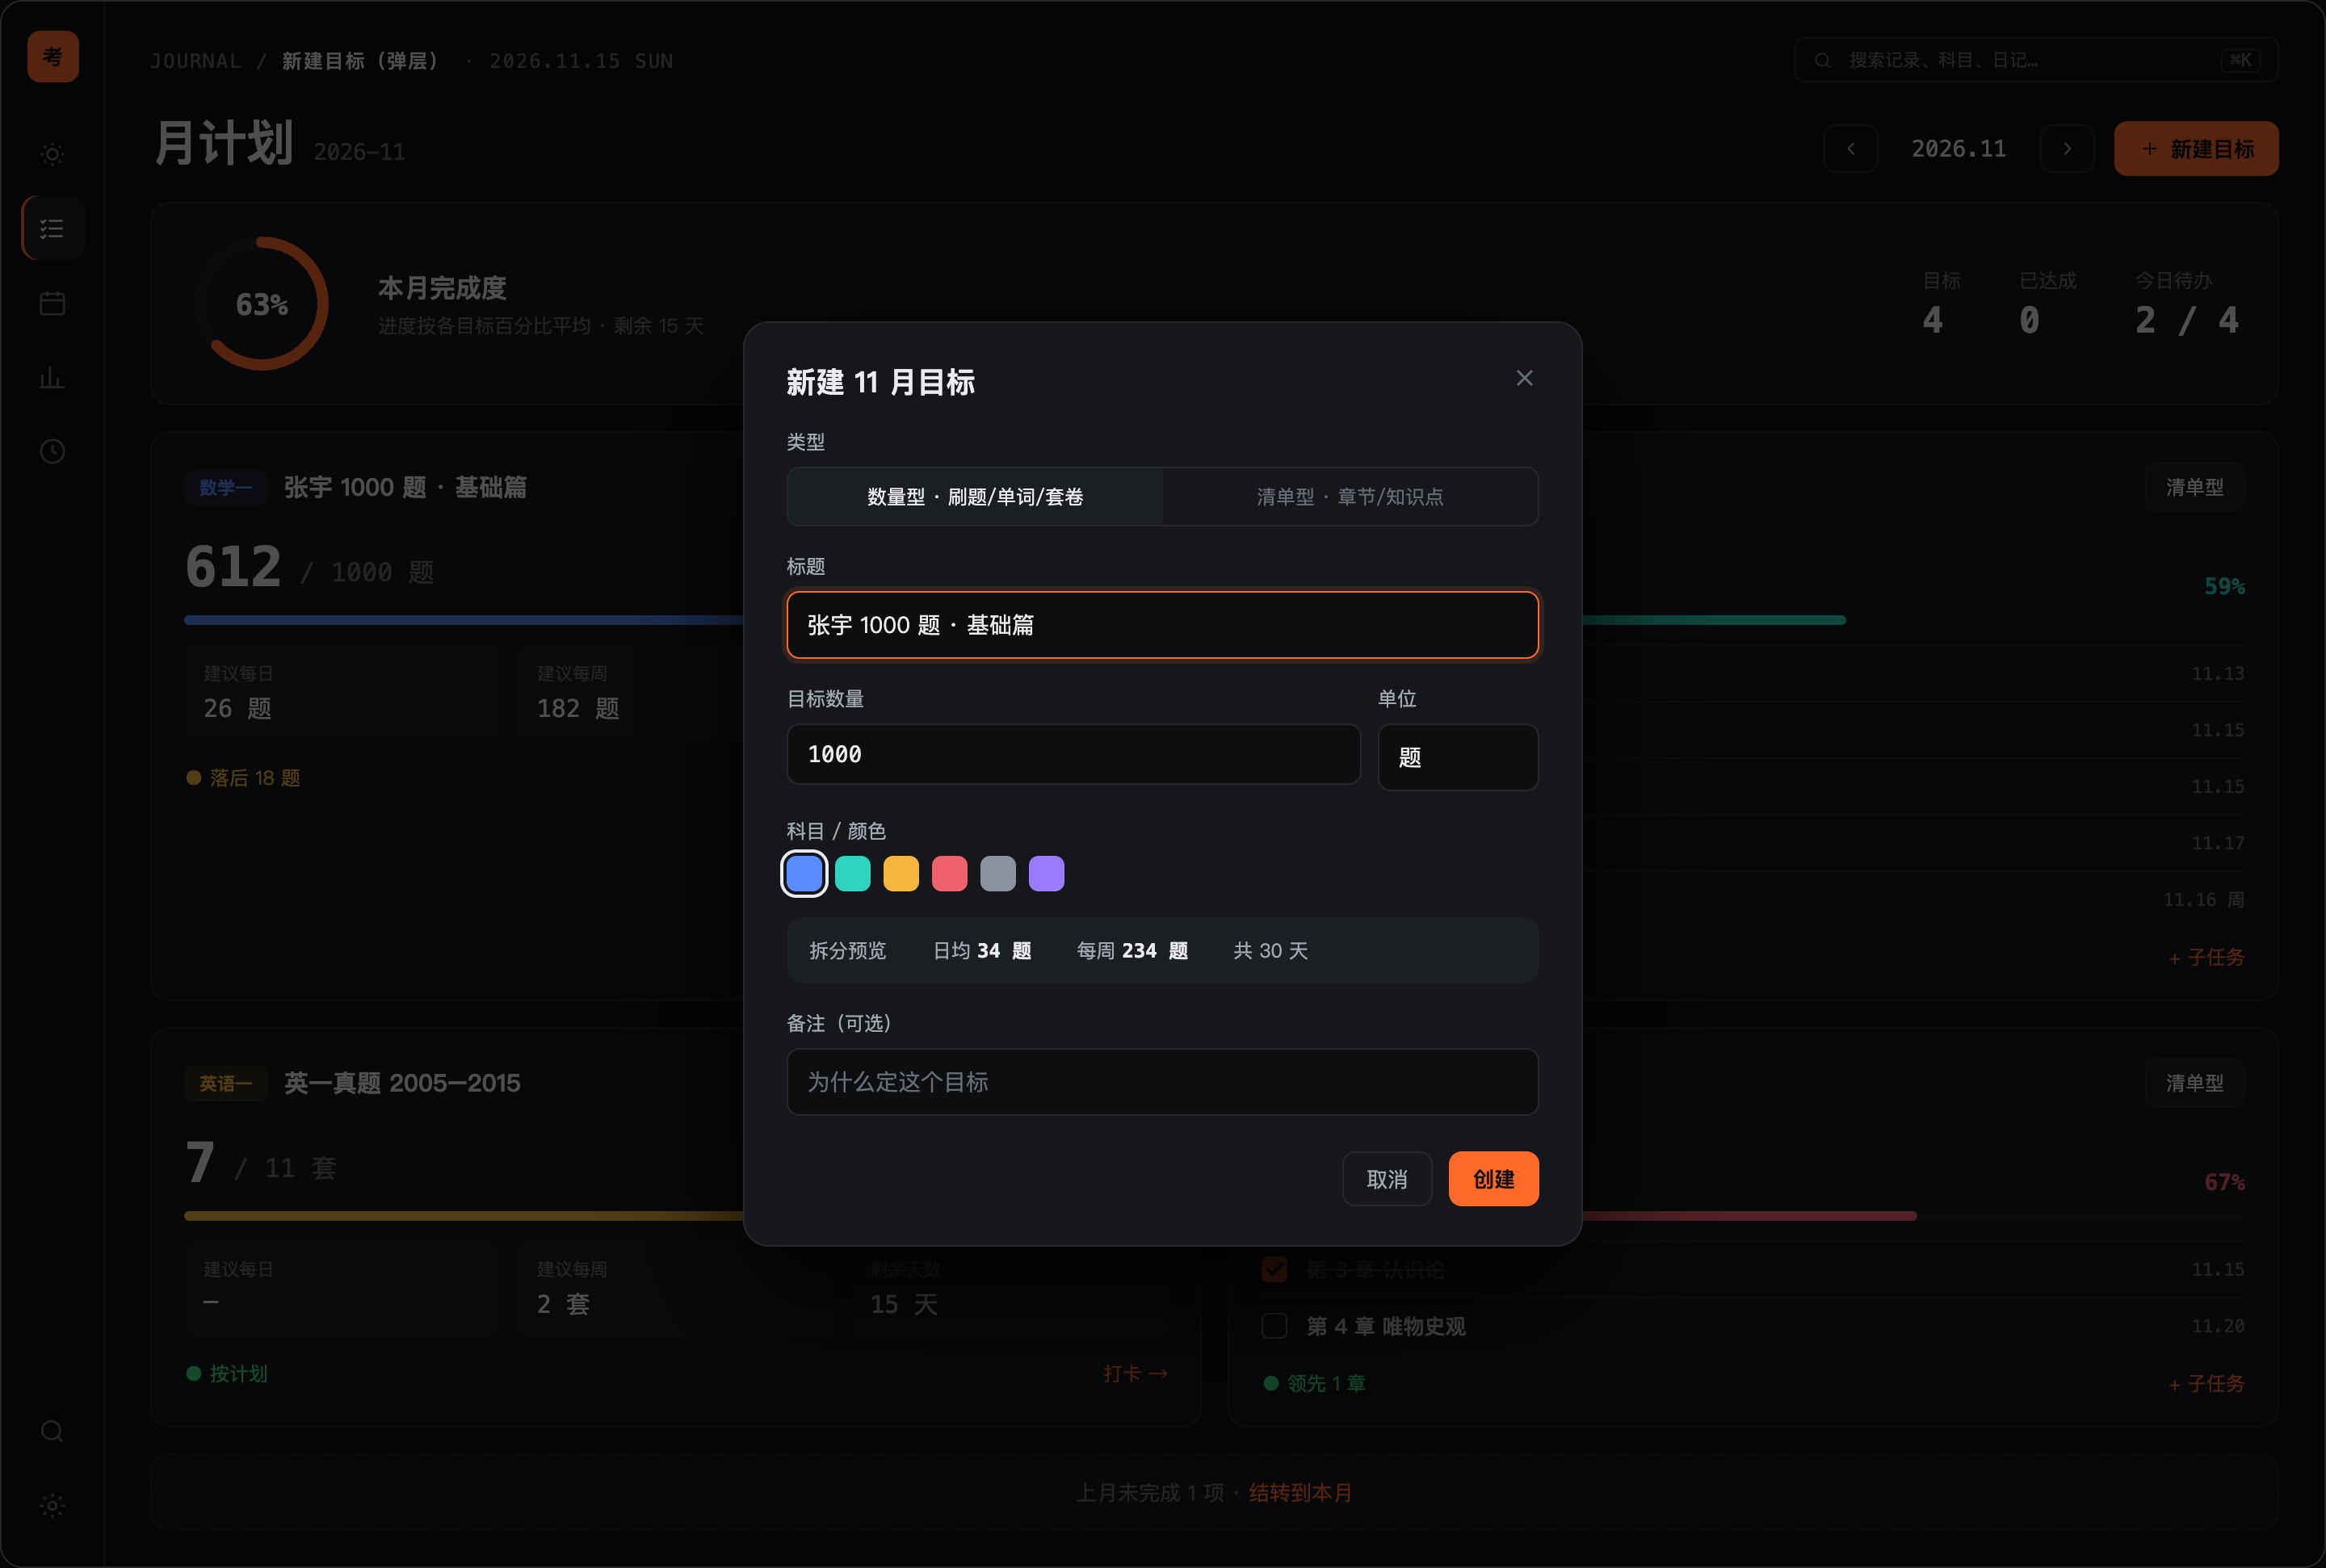 考
JOURNAL / 新建目标（弹层） · 2026.11.15 SUN
搜索记录、科目、日记… ⌘K
月计划 2026-11
2026.11
+ 新建目标
63%
本月完成度
进度按各目标百分比平均 · 剩余 15 天
目标 已达成 今日待办
4 0 2 / 4
数学一 张宇 1000 题 · 基础篇
612 / 1000 题
建议每日 建议每周
26 题 182 题
落后 18 题
清单型
59%
11.13
11.15
11.15
11.17
11.16 周
+ 子任务
新建 11 月目标
类型
数量型 · 刷题/单词/套卷 清单型 · 章节/知识点
标题
张宇 1000 题 · 基础篇
目标数量 单位
1000 题
科目 / 颜色
拆分预览 日均 34 题 每周 234 题 共 30 天
备注（可选）
为什么定这个目标
取消 创建
英语一 英一真题 2005—2015
7 / 11 套
建议每日 建议每周 剩余天数
— 2 套 15 天
按计划 打卡 →
清单型
67%
第 3 章 认识论 11.15
第 4 章 唯物史观 11.20
领先 1 章 + 子任务
上月未完成 1 项 · 结转到本月